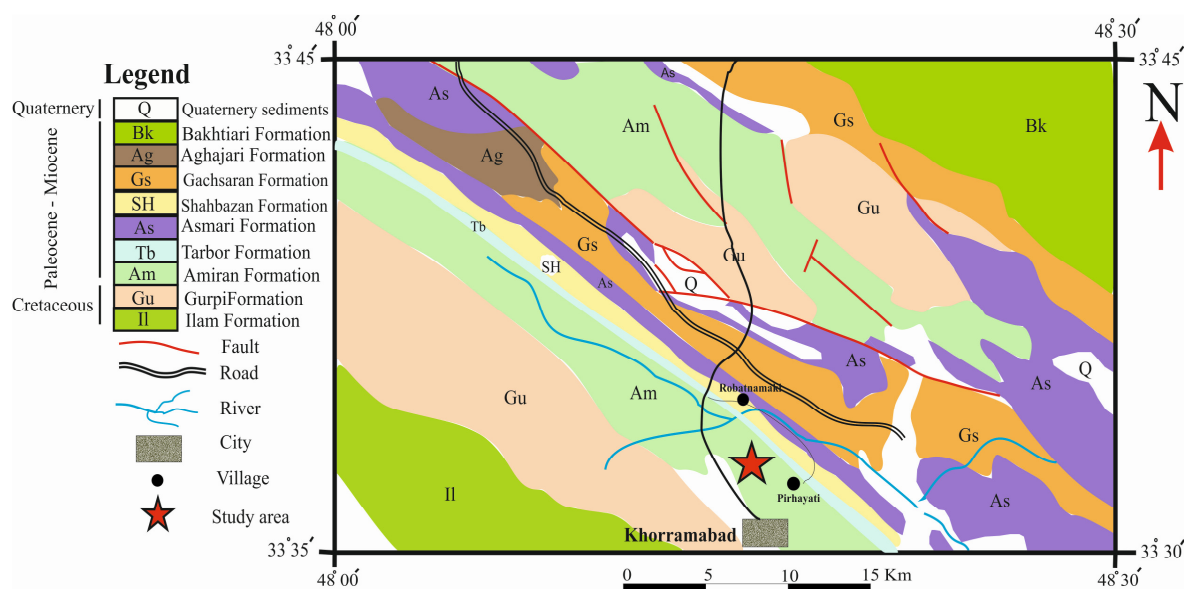 48°00′
48°30′
33°45′
33°45′
Legend
Quaternery
Q
Quaternery sediments
Paleocene - Miocene
Bk
Bakhtiari Formation
Ag
Aghajari Formation
Gs
Gachsaran Formation
SH
Shahbazan Formation
As
Asmari Formation
Tb
Tarbor Formation
Am
Amiran Formation
Cretaceous
Gu
GurpiFormation
Il
Ilam Formation
Fault
Road
River
City
Village
Study area
As
As
Am
Gs
Bk
N
Ag
Gu
Tb
Gs
Gu
SH
As
Q
As
As
Q
Gu
Am
Robatnamaki
Gs
Il
Pirhayati
As
Khorramabad
33°35′
33°30′
48°00′
48°30′
0
5
10
15 Km